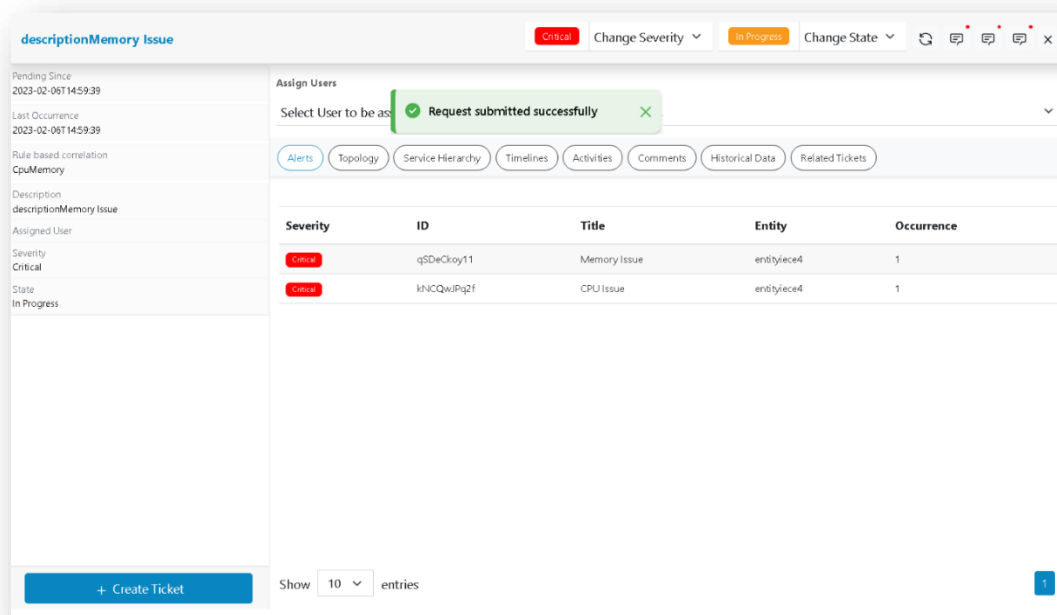 descriptionMemory Issue
Critical Change Severity In Progress Change State
Pending Since
2023-02-06T14:59:39
Last Occurrence
2023-02-06T14:59:39
Rule based correlation
CpuMemory
Description
descriptionMemory Issue
Assigned User
Severity
Critical
State
In Progress
+ Create Ticket
Assign Users
Select User to be as
Request submitted successfully
Alerts Topology Service Hierarchy Timelines Activities Comments Historical Data Related Tickets
Severity ID Title Entity Occurrence
Critical qSDeCkoy11 Memory Issue entityiece4 1
Critical kNCQwJPq2f CPU Issue entityiece4 1
Show 10 entries
1